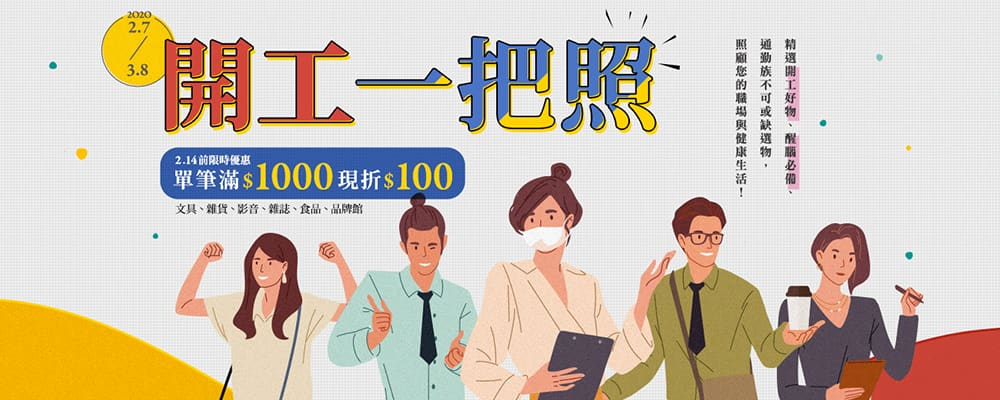 2020
2.7
/
3.8
開工一把照
2.14前限時優惠
單筆滿$1000現折$100
文具、雜貨、影音、雜誌、食品、品牌館
精選開工好物、醒腦必備、
通勤族不可或缺選物,
照顧您的職場與健康生活!